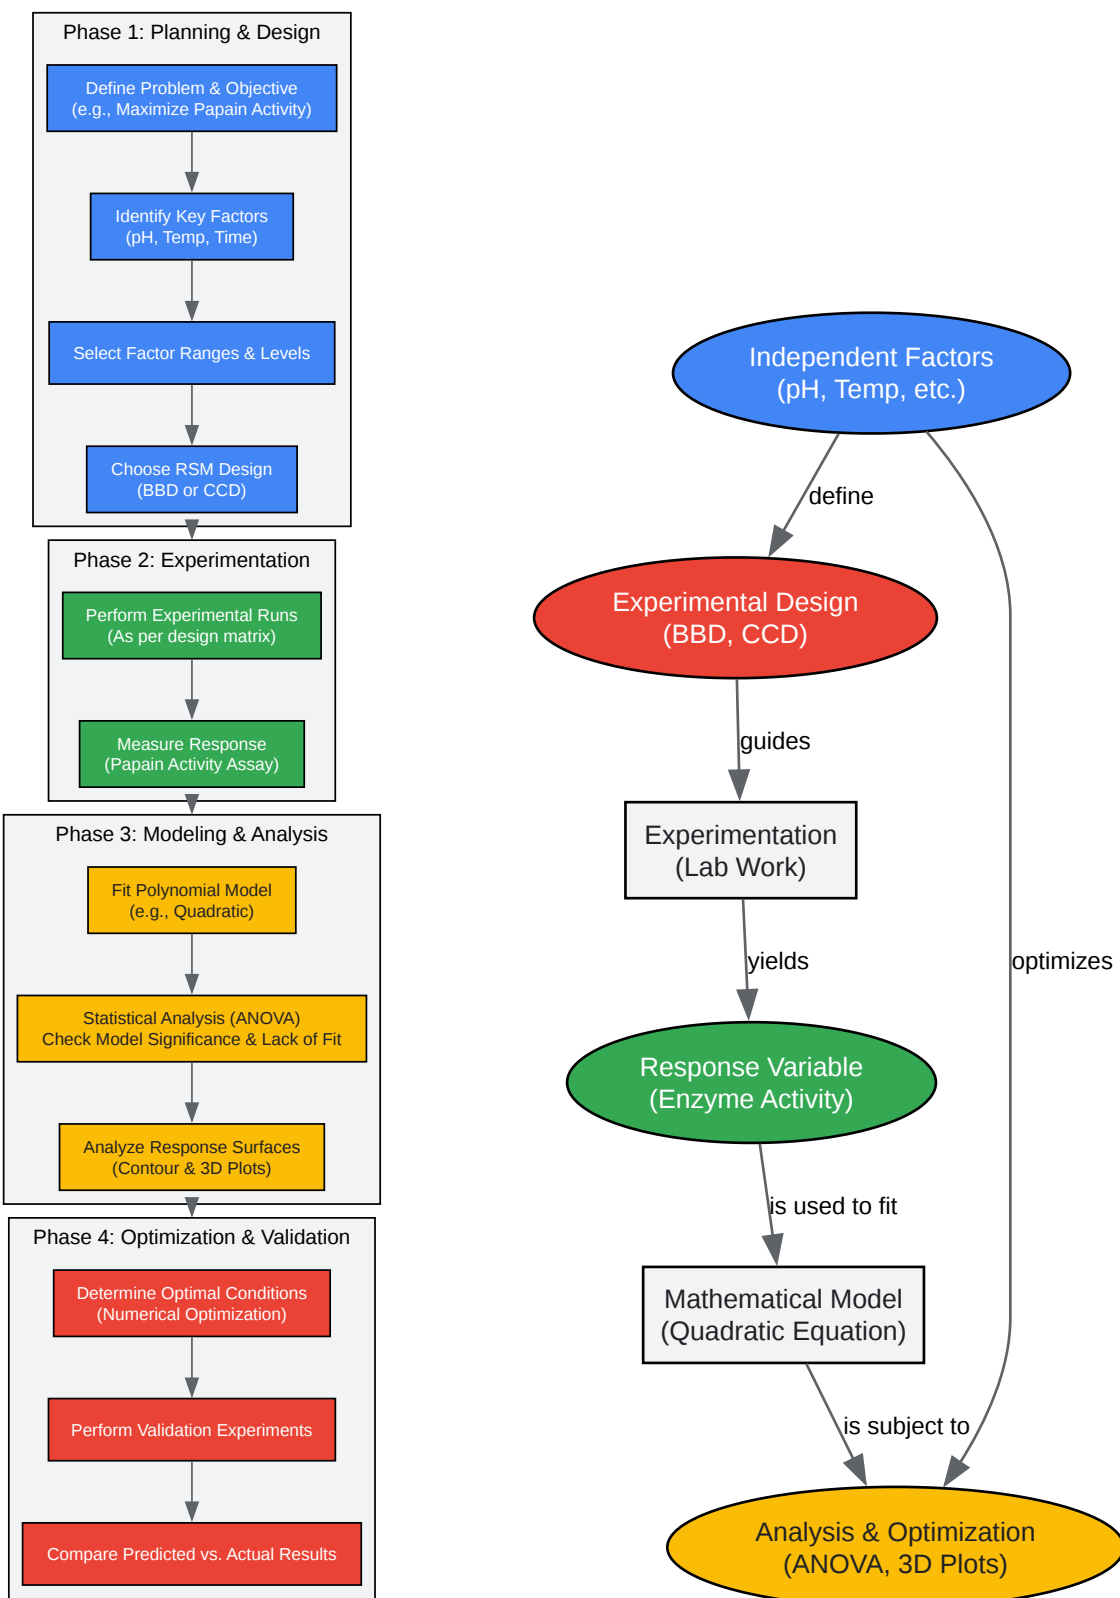 Phase 1: Planning & Design
Define Problem & Objective
(e.g., Maximize Papain Activity)
Identify Key Factors
(pH, Temp, Time)
Select Factor Ranges & Levels
Choose RSM Design
(BBD or CCD)
Phase 2: Experimentation
Perform Experimental Runs
(As per design matrix)
Measure Response
(Papain Activity Assay)
Phase 3: Modeling & Analysis
Fit Polynomial Model
(e.g., Quadratic)
Statistical Analysis (ANOVA)
Check Model Significance & Lack of Fit
Analyze Response Surfaces
(Contour & 3D Plots)
Phase 4: Optimization & Validation
Determine Optimal Conditions
(Numerical Optimization)
Perform Validation Experiments
Compare Predicted vs. Actual Results
Independent Factors
(pH, Temp, etc.)
define
Experimental Design
(BBD, CCD)
guides
Experimentation
(Lab Work)
yields
optimizes
Response Variable
(Enzyme Activity)
is used to fit
Mathematical Model
(Quadratic Equation)
is subject to
Analysis & Optimization
(ANOVA, 3D Plots)